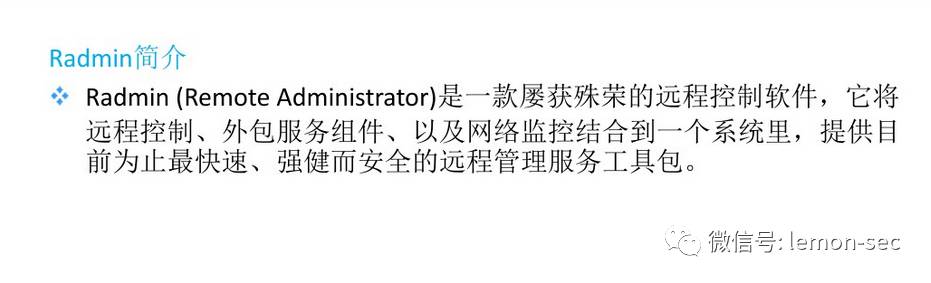 Radmin简介
❖ Radmin (Remote Administrator)是一款屡获殊荣的远程控制软件，它将
远程控制、外包服务组件、以及网络监控结合到一个系统里，提供目
前为止最快速、强健而安全的远程管理服务工具包。
微信号: lemon-sec